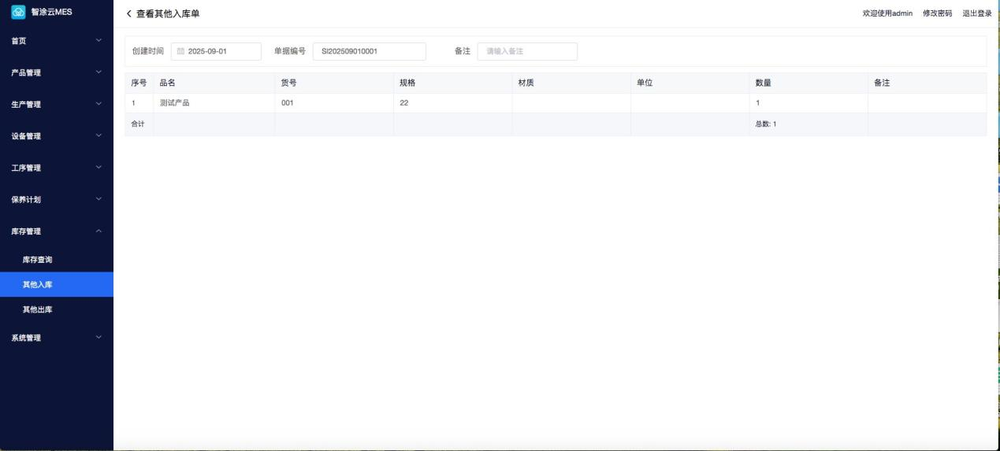 智涂云MES
查看其他入库单
欢迎使用admin 修改密码 退出登录
首页
产品管理
生产管理
设备管理
工序管理
保养计划
库存管理
库存查询
其他入库
其他出库
系统管理
创建时间 2025-09-01 单据编号 SI202509010001 备注 请输入备注
序号 品名 货号 规格 材质 单位 数量 备注
1 测试产品 001 22 1
合计 总数: 1